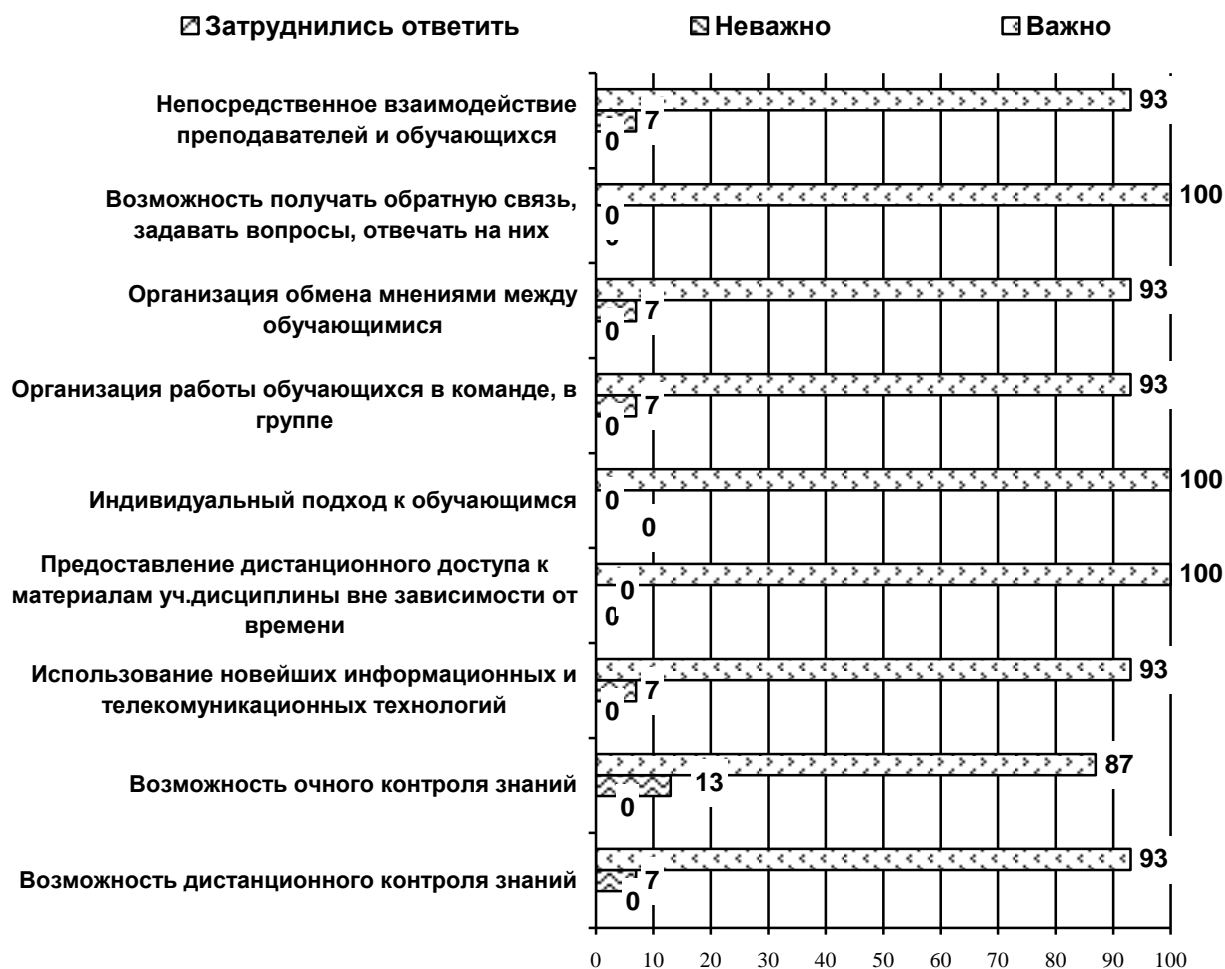 Затруднились ответить Неважно Важно
Непосредственное взаимодействие
преподавателей и обучающихся
93
7
0
Возможность получать обратную связь,
задавать вопросы, отвечать на них
100
0
Организация обмена мнениями между
обучающимися
93
7
0
Организация работы обучающихся в команде, в
группе
93
7
0
Индивидуальный подход к обучающимся
100
0
0
Предоставление дистанционного доступа к
материалам уч.дисциплины вне зависимости от
времени
100
0
0
Использование новейших информационных и
телекомуникационных технологий
93
7
0
Возможность очного контроля знаний
87
13
0
Возможность дистанционного контроля знаний
93
7
0
0 10 20 30 40 50 60 70 80 90 100